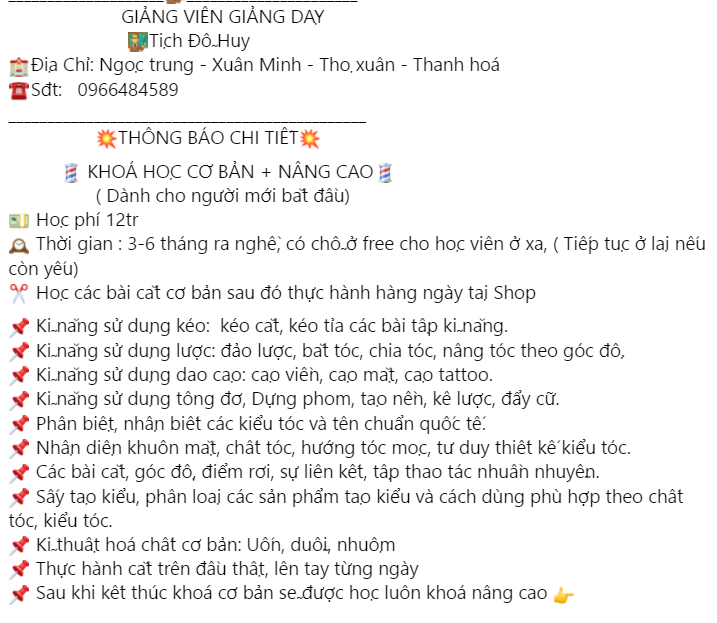 GIẢNG VIÊN GIẢNG DẠY
Tịch Đỗ Huy
Địa Chỉ: Ngọc trung - Xuân Minh - Thọ xuân - Thanh hoá
Sđt: 0966484589
THÔNG BÁO CHI TIẾT
KHOÁ HỌC CƠ BẢN + NÂNG CAO
( Dành cho người mới bắt đầu)
Học phí 12tr
Thời gian : 3-6 tháng ra nghề, có chỗ ở free cho học viên ở xa, ( Tiếp tục ở lại nếu
còn yếu)
Học các bài cắt cơ bản sau đó thực hành hàng ngày tại Shop
Kĩ năng sử dụng kéo: kéo cắt, kéo tỉa các bài tập kĩ năng.
Kĩ năng sử dụng lược: đảo lược, bắt tóc, chia tóc, nâng tóc theo góc độ,
Kĩ năng sử dụng dao cạo: cạo viền, cạo mặt, cạo tattoo.
Kĩ năng sử dụng tông đơ, Dựng phom, tạo nền, kê lược, đẩy cữ.
Phân biệt, nhận biết các kiểu tóc và tên chuẩn quốc tế.
Nhận diện khuôn mặt, chất tóc, hướng tóc mọc, tư duy thiết kế kiểu tóc.
Các bài cắt, góc độ, điểm rơi, sự liên kết, tập thao tác nhuần nhuyễn.
Sấy tạo kiểu, phân loại các sản phẩm tạo kiểu và cách dùng phù hợp theo chất
tóc, kiểu tóc.
Kĩ thuật hoá chất cơ bản: Uốn, duỗi, nhuộm
Thực hành cắt trên đầu thật, lên tay từng ngày
Sau khi kết thúc khoá cơ bản sẽ được học luôn khoá nâng cao